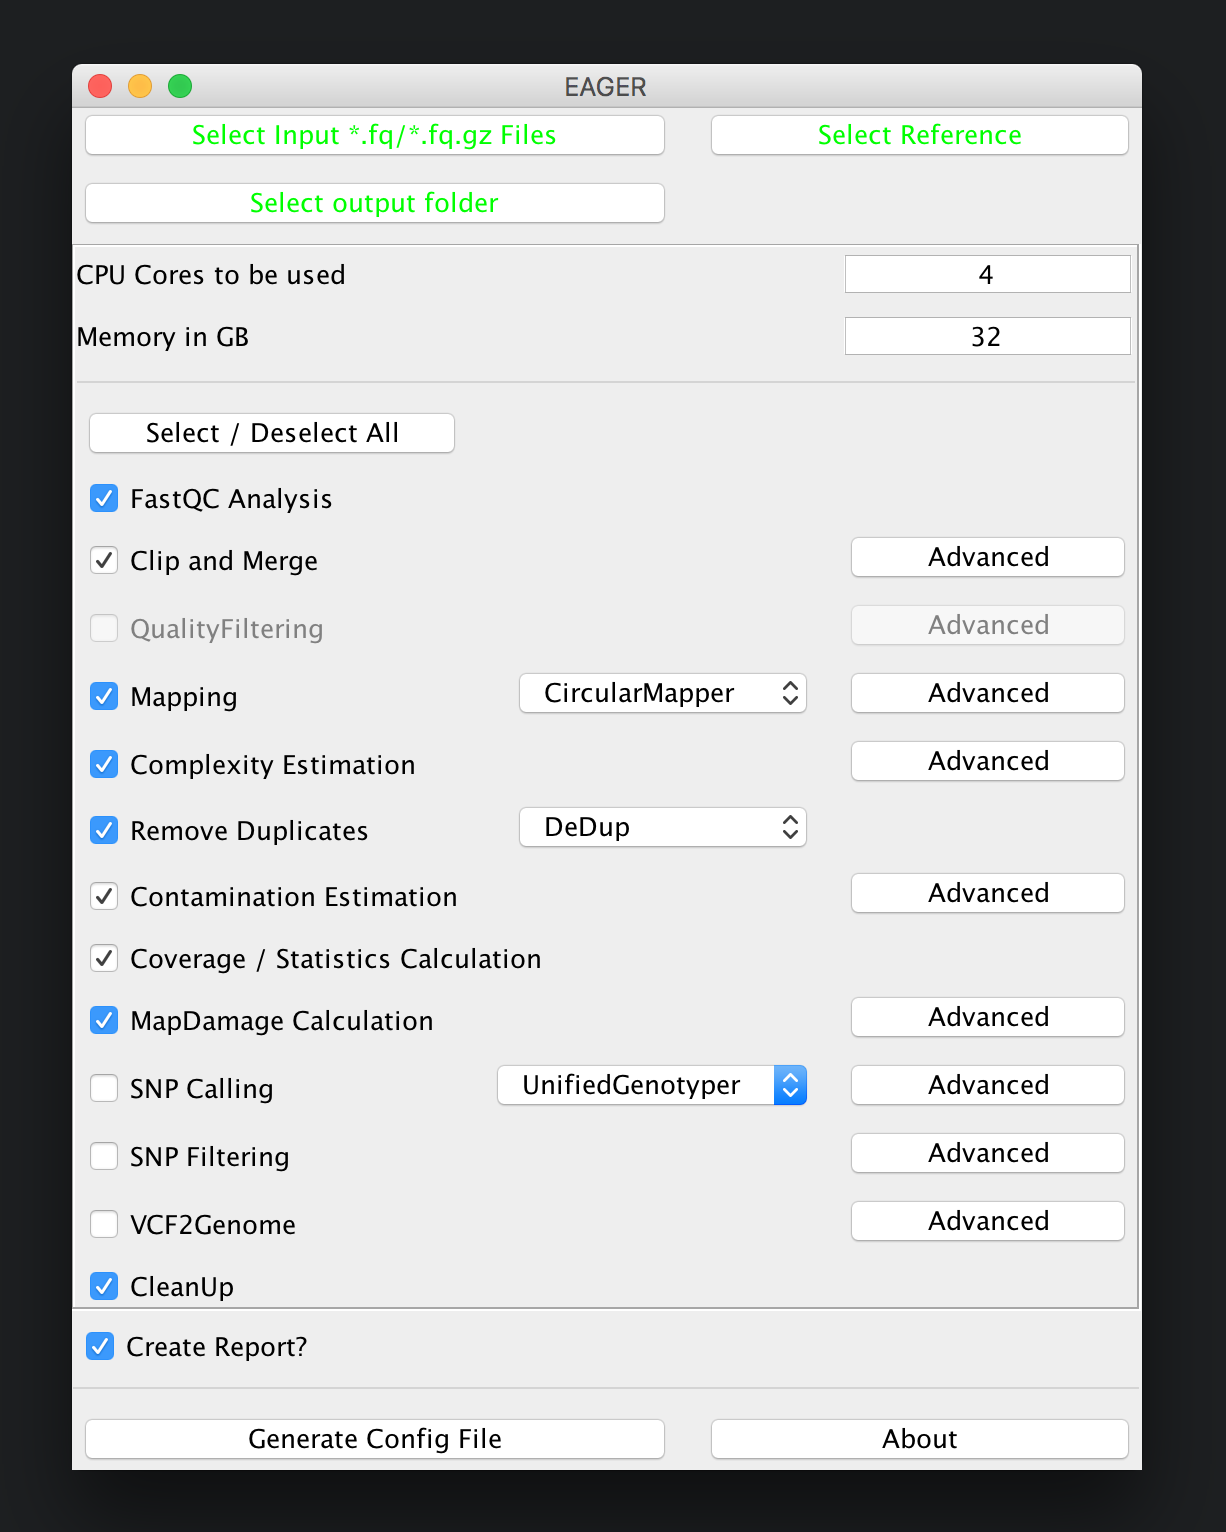 EAGER
Select Input *.fq/*.fq.gz Files
Select Reference
Select output folder
CPU Cores to be used
4
Memory in GB
32
Select / Deselect All
FastQC Analysis
Clip and Merge
Advanced
QualityFiltering
Advanced
Mapping
CircularMapper
Advanced
Complexity Estimation
Advanced
Remove Duplicates
DeDup
Contamination Estimation
Advanced
Coverage / Statistics Calculation
MapDamage Calculation
Advanced
SNP Calling
UnifiedGenotyper
Advanced
SNP Filtering
Advanced
VCF2Genome
Advanced
CleanUp
Create Report?
Generate Config File
About